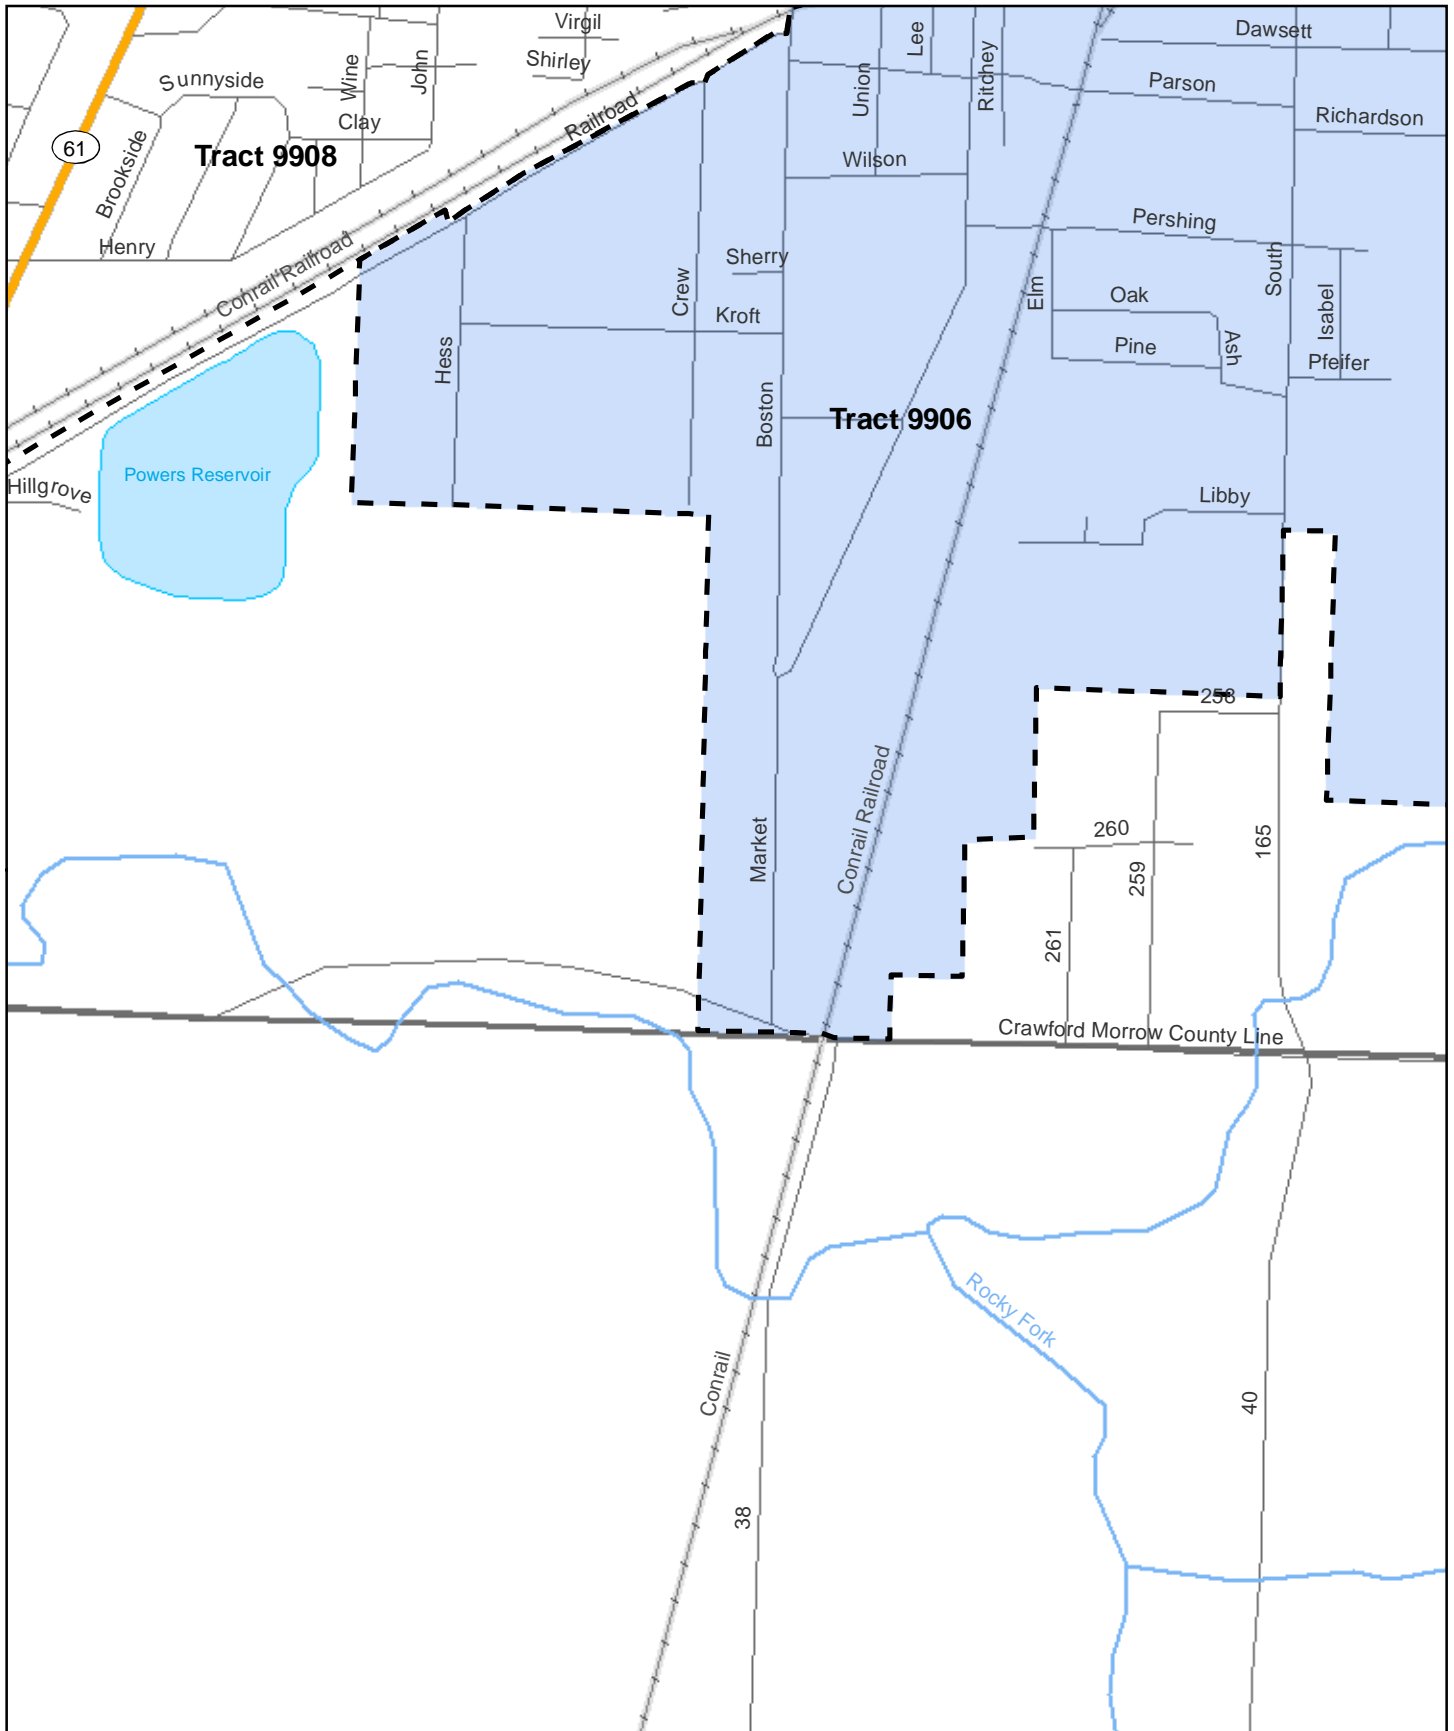 Virgil
Lee
Dawsett
Shirley
Wine
John
Sunnyside
Union
Ritchey
Parson
Railroad
Richardson
Clay
61
Tract 9908
Brookside
Wilson
Pershing
Henry
Conrail Railroad
Sherry
South
Crew
Elm
Oak
Isabel
Kroft
Hess
Pine
Ash
Pfeifer
Boston
Tract 9906
Powers Reservoir
Hillgrove
Libby
258
Conrail Railroad
Market
260
165
259
261
Crawford Morrow County Line
Rocky Fork
Conrail
40
38